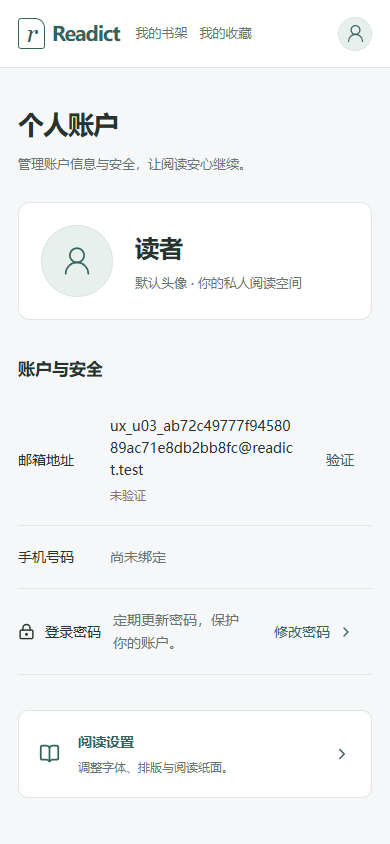 r Readict 我的书架 我的收藏
个人账户
管理账户信息与安全，让阅读安心继续。
读者
默认头像 · 你的私人阅读空间
账户与安全
邮箱地址
ux_u03_ab72c49777f94580
89ac71e8db2bb8fc@readic
t.test
未验证
验证
手机号码 尚未绑定
登录密码
定期更新密码，保护
你的账户。
修改密码
阅读设置
调整字体、排版与阅读纸面。